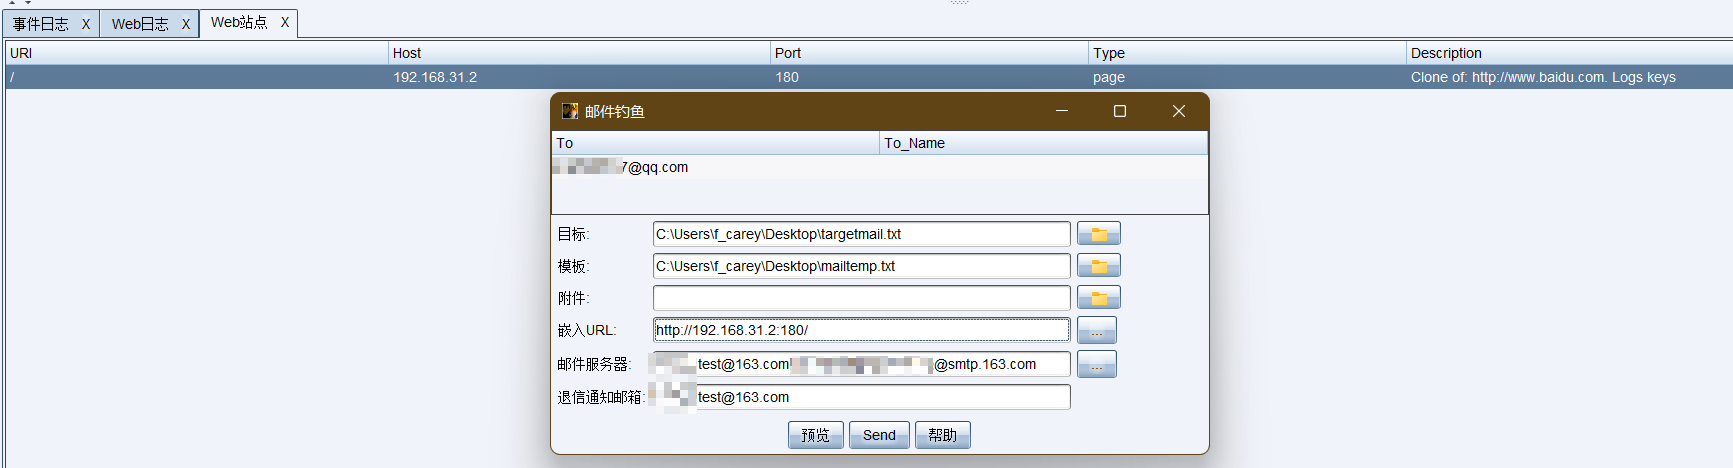 事件日志 X Web日志 X Web站点 X
URI Host Port Type Description
/ 192.168.31.2 180 page Clone of: http://www.baidu.com. Logs keys
邮件钓鱼
To To_Name
7@qq.com
目标: C:\Users\f_carey\Desktop\targetmail.txt
模板: C:\Users\f_carey\Desktop\mailtemp.txt
附件:
嵌入URL: http://192.168.31.2:180/ ...
邮件服务器: test@163.com @smtp.163.com ...
退信通知邮箱: test@163.com
预览 Send 帮助